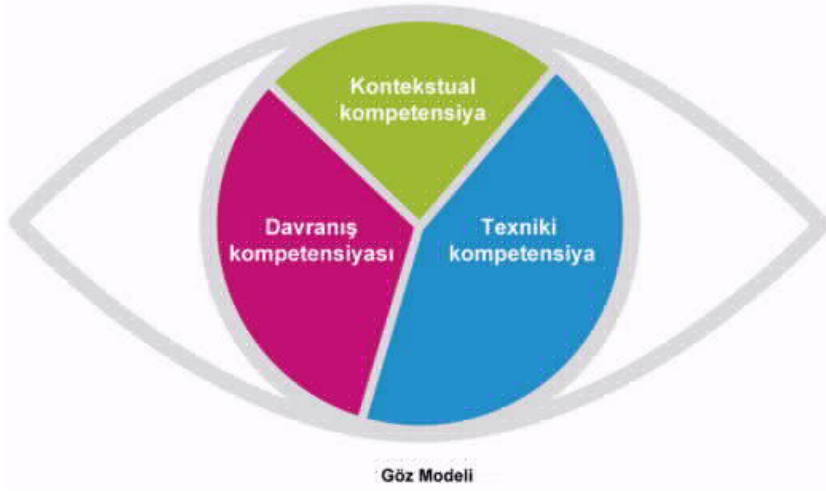 Kontekstual
kompetensiya
Davranış
kompetensiyası
Texniki
kompetensiya
Göz Modeli